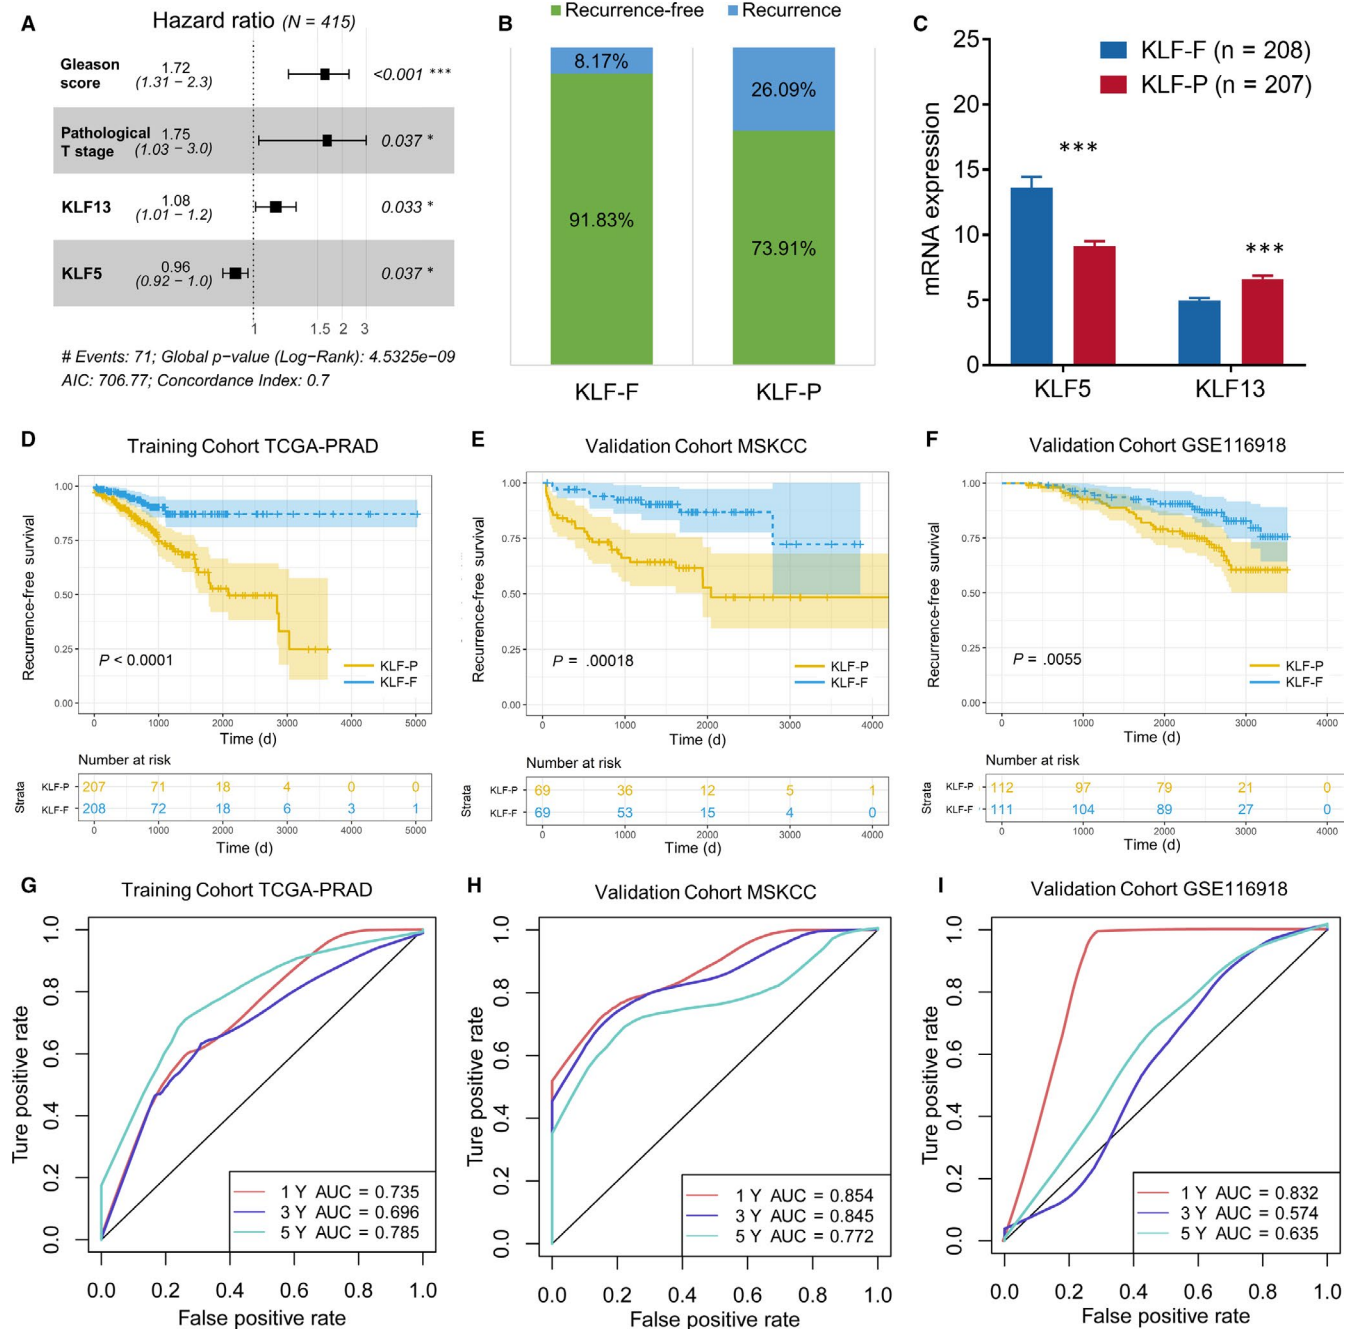 A
Hazard ratio (N = 415)
Gleason score
1.72
(1.31 − 2.3)
<0.001 ***
Pathological T stage
1.75
(1.03 − 3.0)
0.037 *
KLF13
1.08
(1.01 − 1.2)
0.033 *
KLF5
0.96
(0.92 − 1.0)
0.037 *
1 1.5 2 3
# Events: 71; Global p−value (Log−Rank): 4.5325e−09
AIC: 706.77; Concordance Index: 0.7
B
Recurrence-free Recurrence
8.17%
91.83%
26.09%
73.91%
KLF-F KLF-P
C
KLF-F (n = 208)
KLF-P (n = 207)
mRNA expression
25
20
15
10
5
0
***
***
KLF5 KLF13
D
Training Cohort TCGA-PRAD
Recurrence-free survival
1.00
0.75
0.50
0.25
0.00
P < 0.0001
KLF-P
KLF-F
0 1000 2000 3000 4000 5000
Time (d)
Number at risk
Strata
KLF-P 207 71 18 4 0 0
KLF-F 208 72 18 6 3 1
0 1000 2000 3000 4000 5000
Time (d)
E
Validation Cohort MSKCC
Recurrence-free survival
1.00
0.75
0.50
0.25
0.00
P = .00018
KLF-P
KLF-F
0 1000 2000 3000 4000
Time (d)
Number at risk
Strata
KLF-P 69 36 12 5 1
KLF-F 69 53 15 4 0
0 1000 2000 3000 4000
Time (d)
F
Validation Cohort GSE116918
Recurrence-free survival
1.00
0.75
0.50
0.25
0.00
P = .0055
KLF-P
KLF-F
0 1000 2000 3000 4000
Time (d)
Number at risk
Strata
KLF-P 112 97 79 21 0
KLF-F 111 104 89 27 0
0 1000 2000 3000 4000
Time (d)
G
Training Cohort TCGA-PRAD
Ture positive rate
1.0
0.8
0.6
0.4
0.2
0.0
1 Y AUC = 0.735
3 Y AUC = 0.696
5 Y AUC = 0.785
0.0 0.2 0.4 0.6 0.8 1.0
False positive rate
H
Validation Cohort MSKCC
Ture positive rate
1.0
0.8
0.6
0.4
0.2
0.0
1 Y AUC = 0.854
3 Y AUC = 0.845
5 Y AUC = 0.772
0.0 0.2 0.4 0.6 0.8 1.0
False positive rate
I
Validation Cohort GSE116918
Ture positive rate
1.0
0.8
0.6
0.4
0.2
0.0
1 Y AUC = 0.832
3 Y AUC = 0.574
5 Y AUC = 0.635
0.0 0.2 0.4 0.6 0.8 1.0
False positive rate